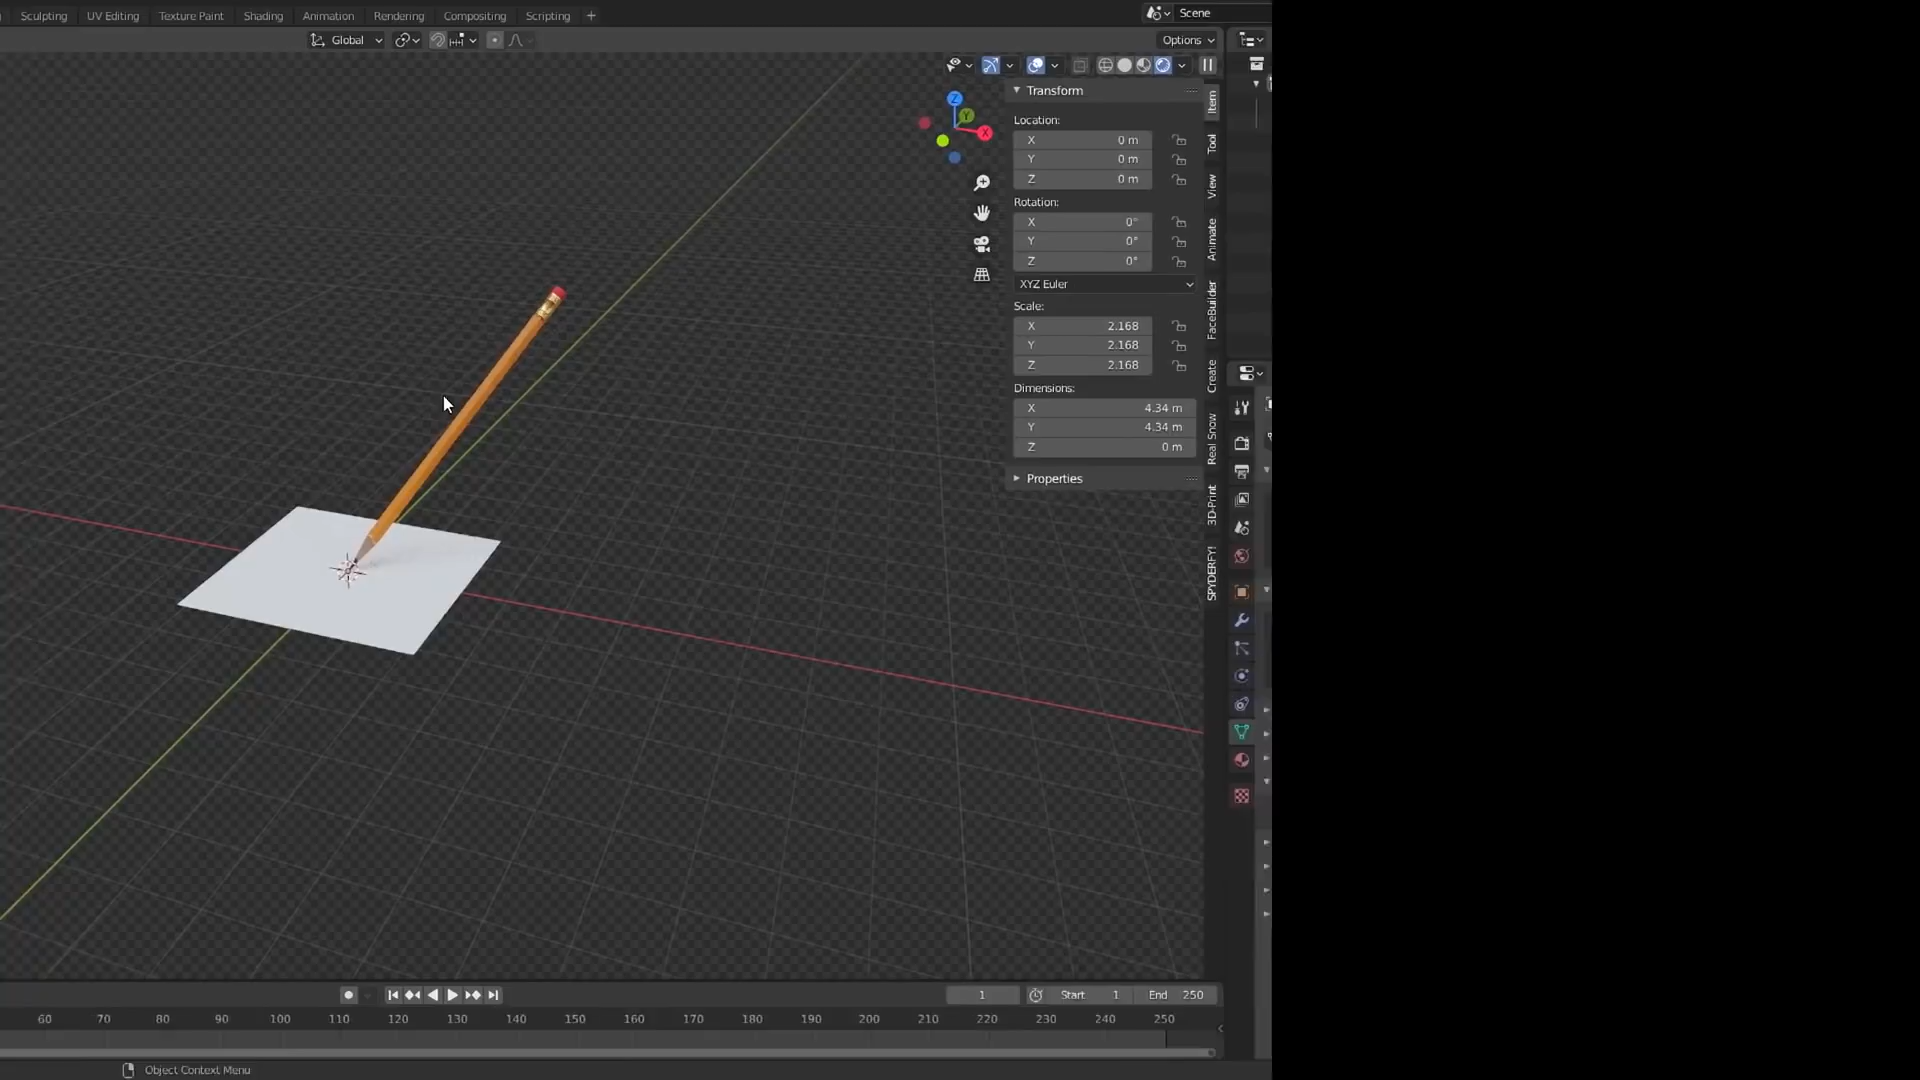 Sculpting UV Editing Texture Paint Shading Animation Rendering Compositing Scripting + Scene
Global Options
Transform
Location:
X 0 m
Y 0 m
Z 0 m
Rotation:
X 0°
Y 0°
Z 0°
XYZ Euler
Scale:
X 2.168
Y 2.168
Z 2.168
Dimensions:
X 4.34 m
Y 4.34 m
Z 0 m
Properties
Z
Y
X
Item
Tool
View
Animate
FaceBuilder
Create
Real Snow
3D-Print
SPYDERFY!
1 Start 1 End 250
60 70 80 90 100 110 120 130 140 150 160 170 180 190 200 210 220 230 240 250
Object Context Menu